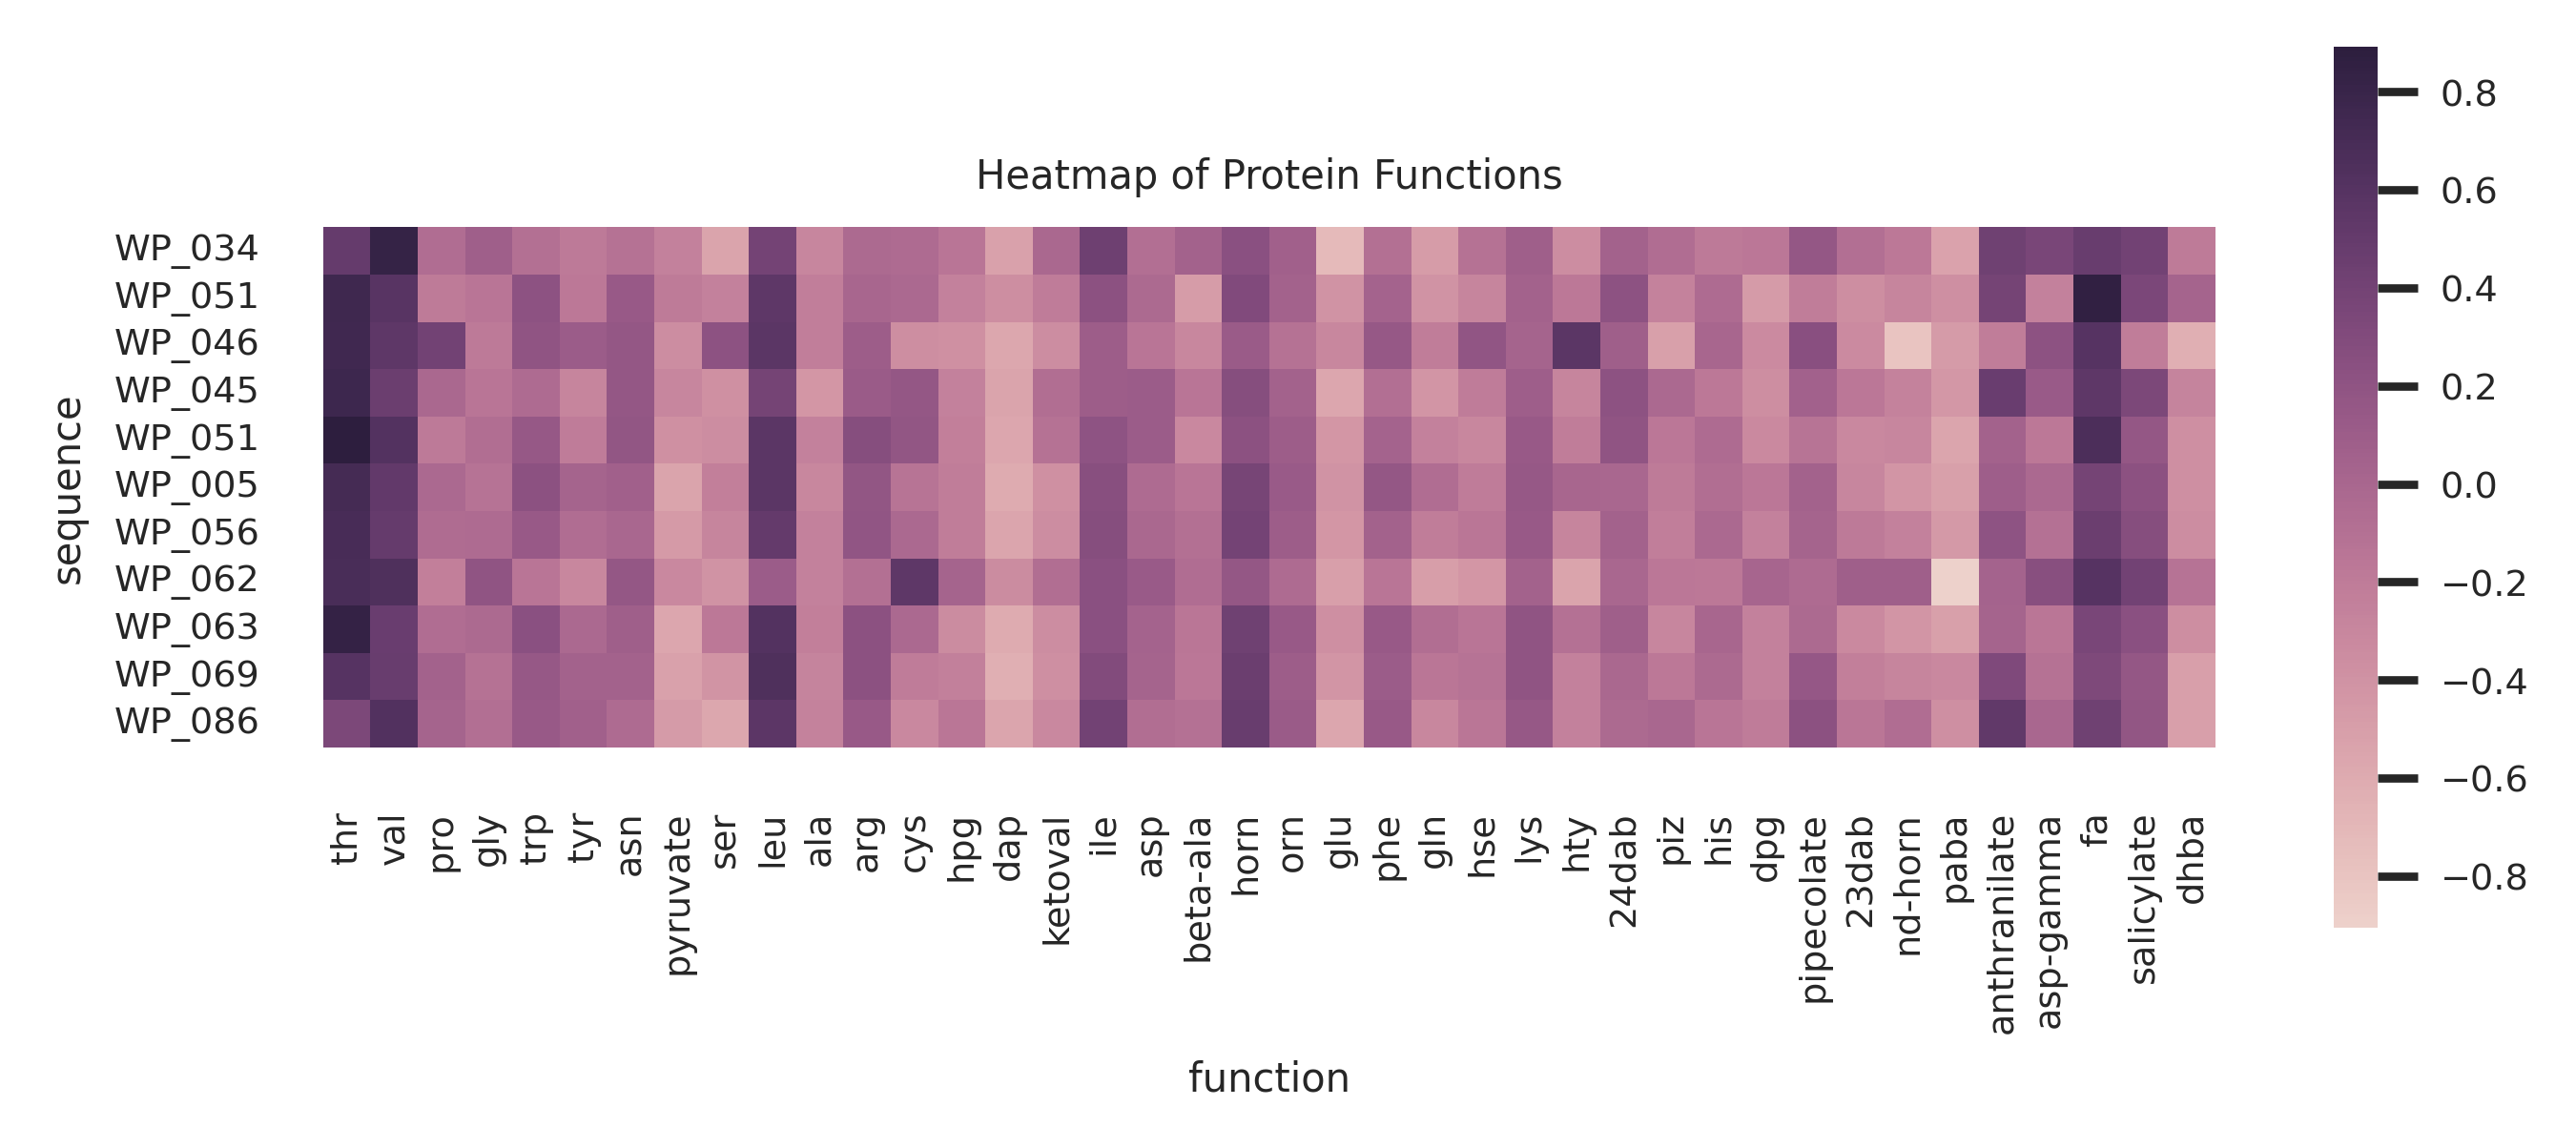 Heatmap of Protein Functions
sequence
WP_034
WP_051
WP_046
WP_045
WP_051
WP_005
WP_056
WP_062
WP_063
WP_069
WP_086
thr
val
pro
gly
trp
tyr
asn
pyruvate
ser
leu
ala
arg
cys
hpg
dap
ketoval
ile
asp
beta-ala
horn
orn
glu
phe
gln
hse
lys
hty
24dab
piz
his
dpg
pipecolate
23dab
nd-horn
paba
anthranilate
asp-gamma
fa
salicylate
dhba
function
0.8
0.6
0.4
0.2
0.0
−0.2
−0.4
−0.6
−0.8